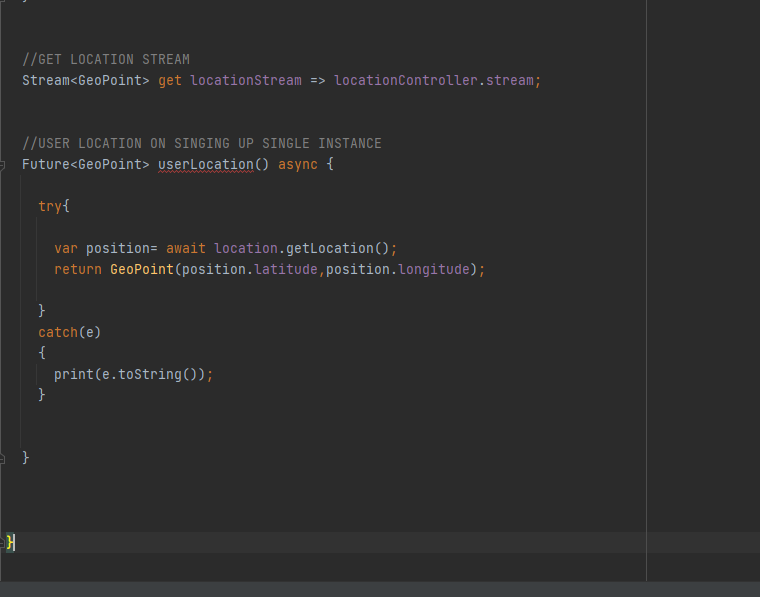 }
//GET LOCATION STREAM
Stream<GeoPoint> get locationStream => locationController.stream;
//USER LOCATION ON SINGING UP SINGLE INSTANCE
Future<GeoPoint> userLocation() async {
try{
var position= await location.getLocation();
return GeoPoint(position.latitude,position.longitude);
}
catch(e)
{
print(e.toString());
}
}
}